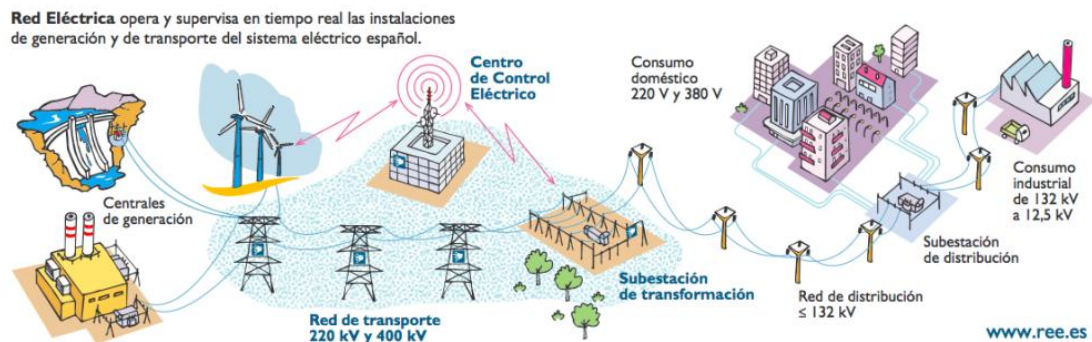 Red Eléctrica opera y supervisa en tiempo real las instalaciones
de generación y de transporte del sistema eléctrico español.
Centro
de Control
Eléctrico
Consumo
doméstico
220 V y 380 V
Centrales
de generación
Consumo
industrial
de 132 kV
a 12,5 kV
Subestación
de distribución
Subestación
de transformación
Red de distribución
≤ 132 kV
Red de transporte
220 kV y 400 kV
www.ree.es